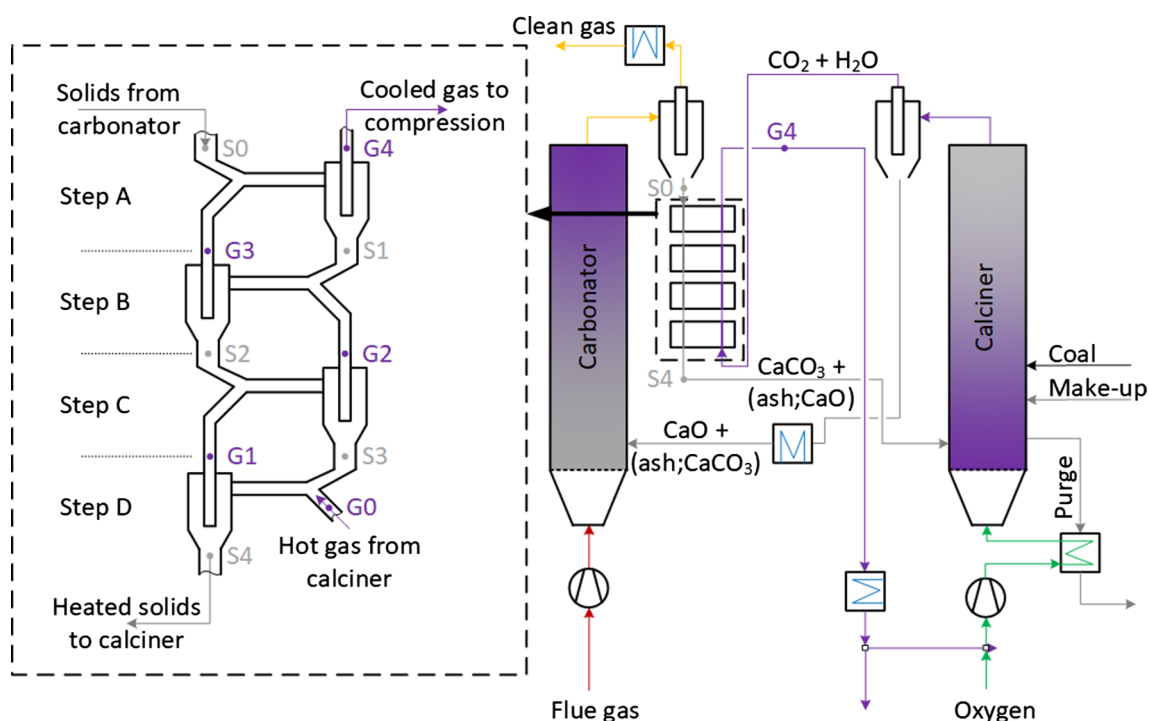 Clean gas
Solids from
carbonator
Cooled gas to
compression
CO₂ + H₂O
S0
G4
G4
S0
Step A
G3
S1
Step B
Carbonator
Calciner
S2
G2
Coal
S4
CaCO₃ +
(ash;CaO)
Make-up
Step C
CaO +
(ash;CaCO₃)
G1
S3
Step D
G0
Purge
Hot gas from
calciner
S4
Heated solids
to calciner
Flue gas
Oxygen